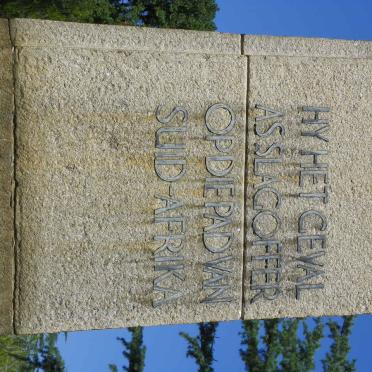 HY HET GEVAL
AS SLAGOFFER
OP DIE PAD VAN
SUID-AFRIKA